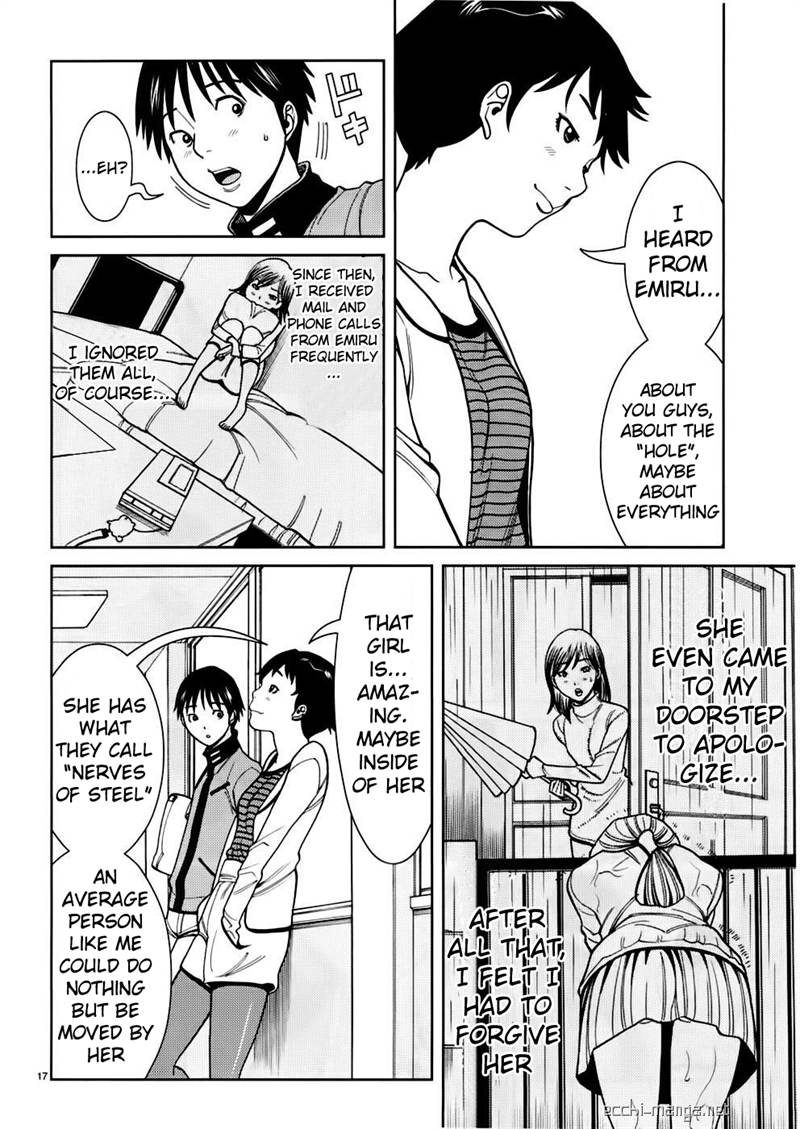 I
HEARD
FROM
EMIRU...
ABOUT
YOU GUYS,
ABOUT THE
"HOLE",
MAYBE
ABOUT
EVERYTHING
ドキ
...EH?
SINCE THEN,
I RECEIVED
MAIL AND
PHONE CALLS
FROM EMIRU
FREQUENTLY
...
I IGNORED
THEM ALL,
OF COURSE...
SHE
EVEN CAME
TO MY
DOORSTEP
TO APOLO-
GIZE...
AFTER
ALL THAT,
I FELT I
HAD TO
FORGIVE
HER
THAT
GIRL
IS...
AMAZ-
ING.
MAYBE
INSIDE
OF HER
SHE HAS
WHAT
THEY CALL
"NERVES
OF STEEL"
AN
AVERAGE
PERSON
LIKE ME
COULD DO
NOTHING
BUT BE
MOVED BY
HER
17
ecchi-manga.net